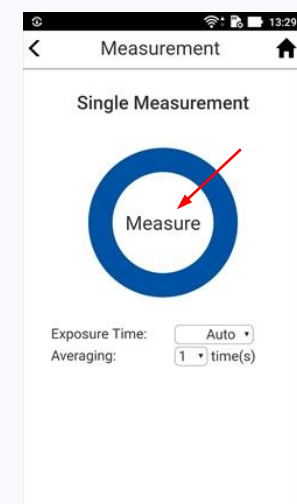 13:29
Measurement
Single Measurement
Measure
Exposure Time: Auto
Averaging: 1 time(s)